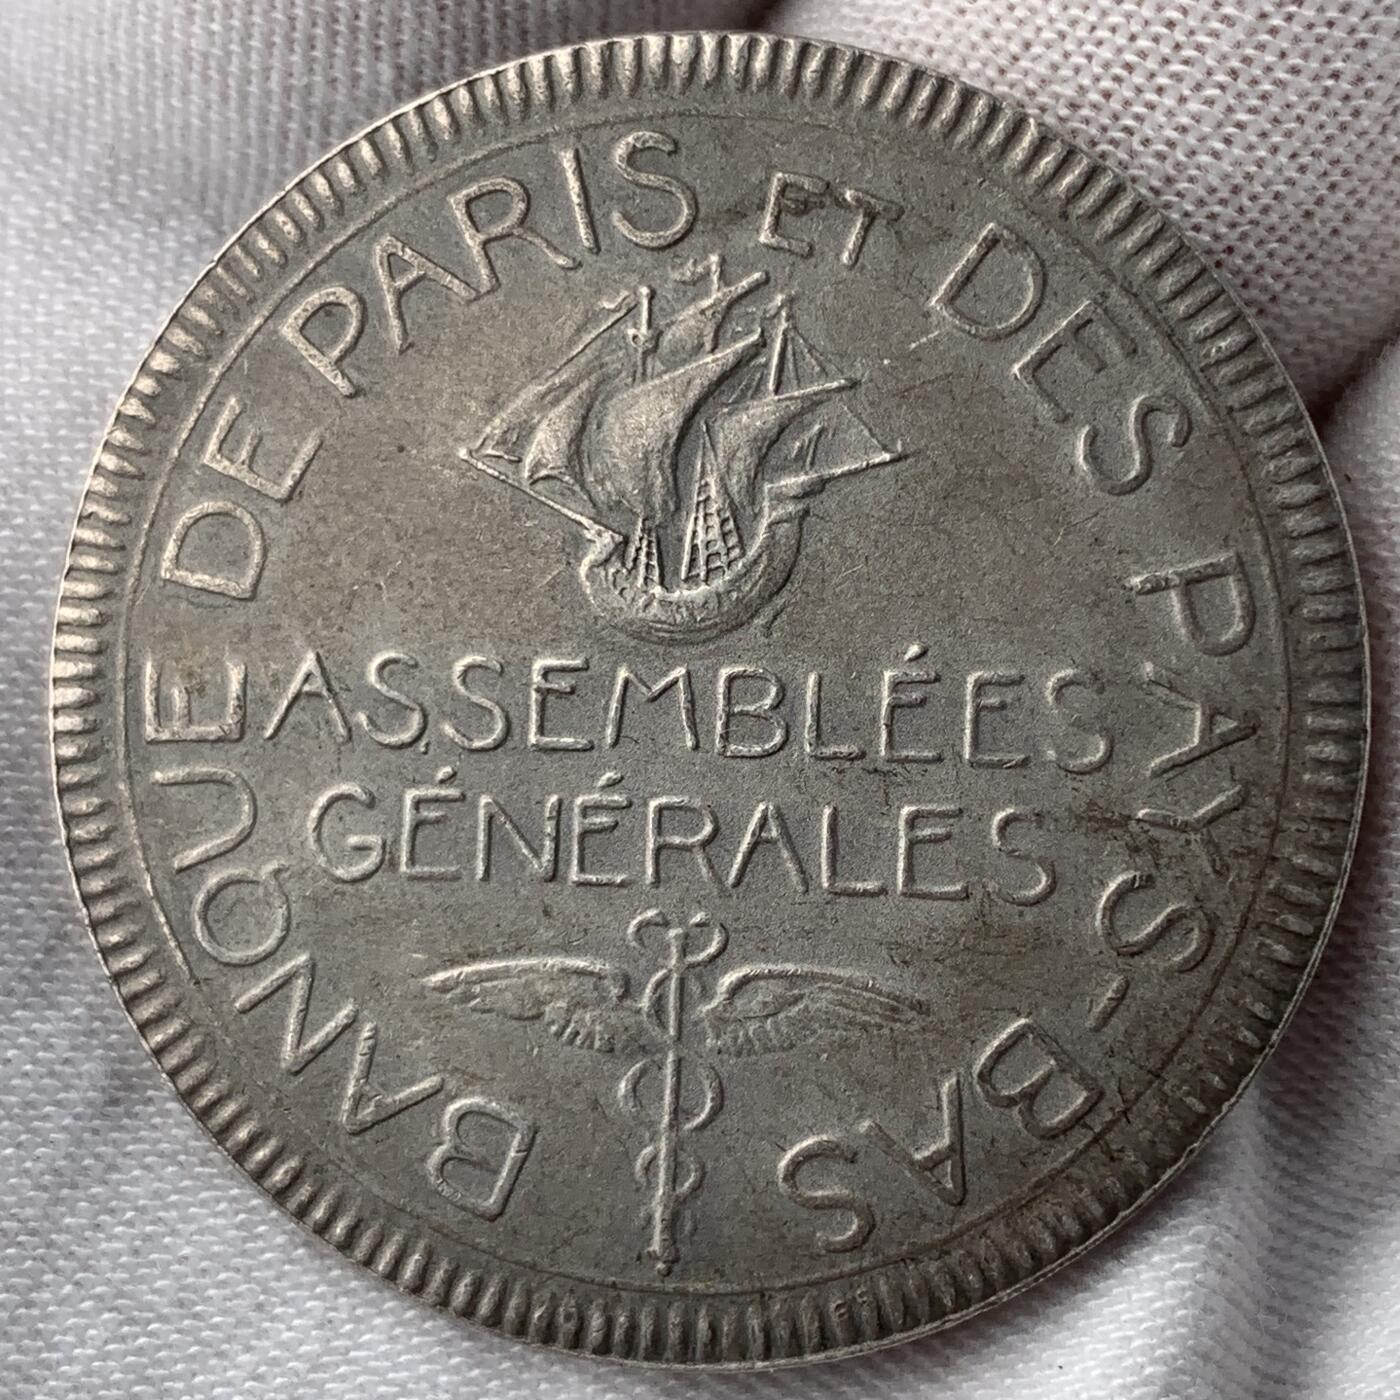 BANQUE DE PARIS ET DES PAYS-BAS
ASSEMBLÉES
GÉNÉRALES